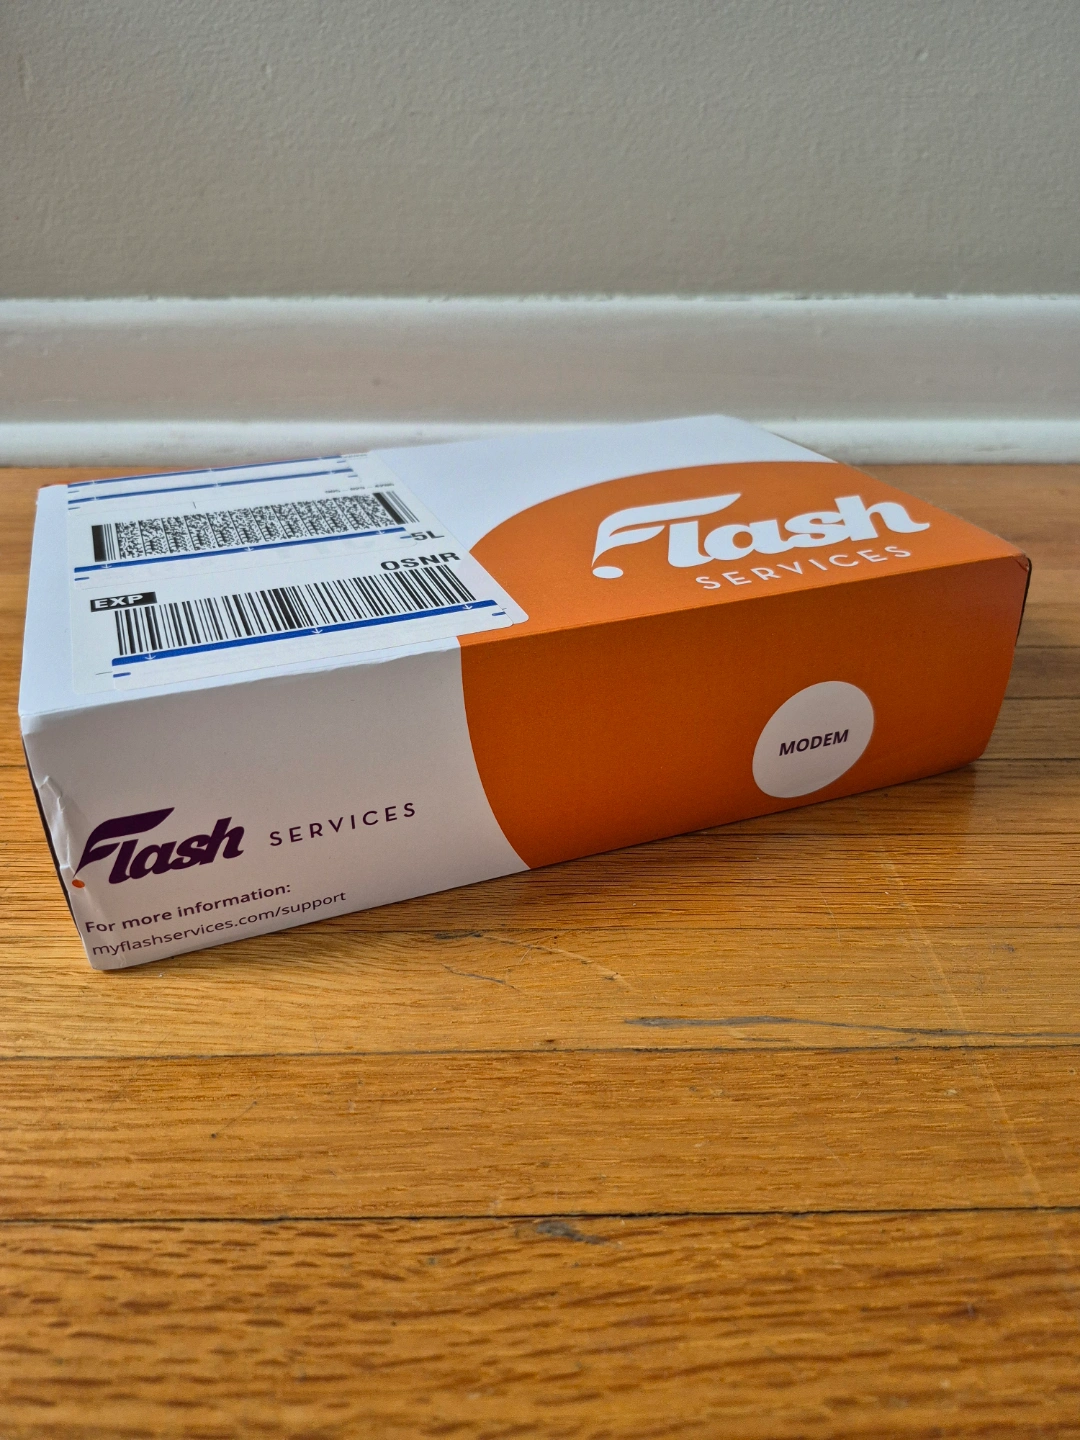 -5L
OSNR
EXP
Flash
SERVICES
MODEM
Flash SERVICES
For more information:
myflashservices.com/support